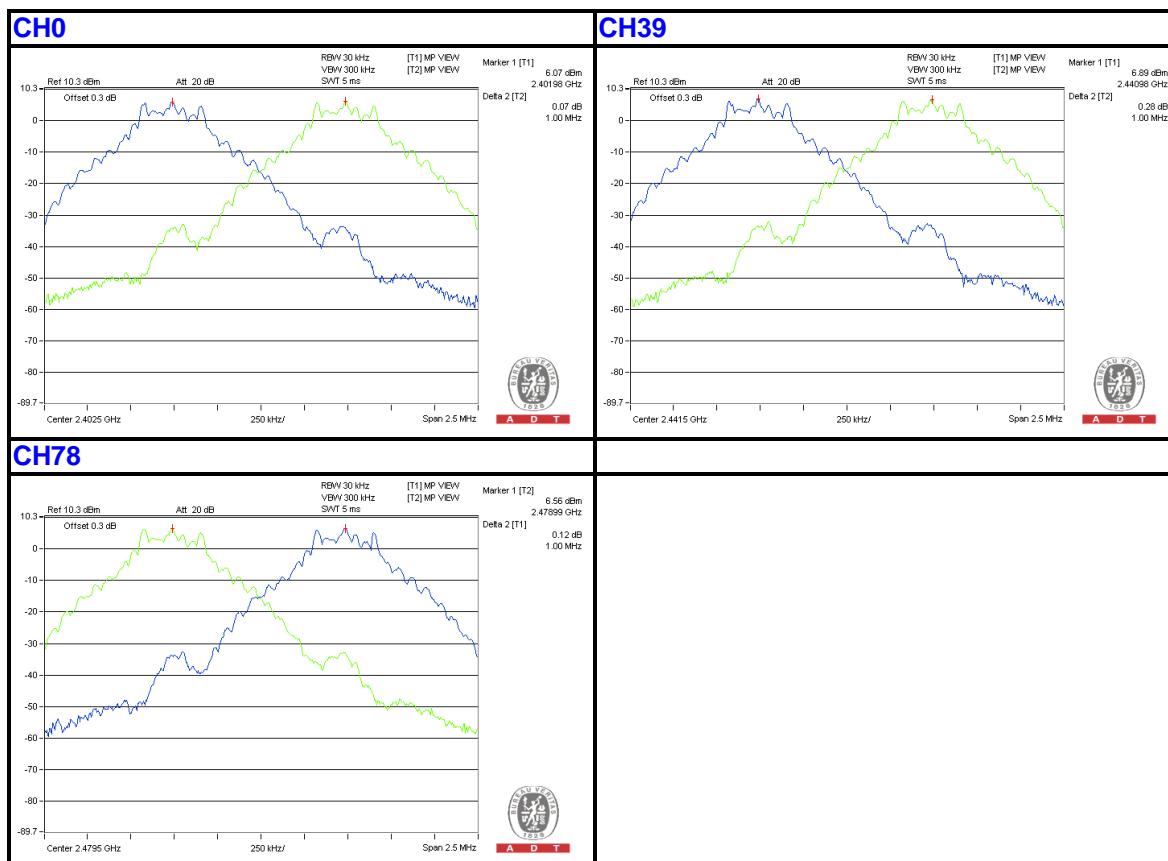 CH0
CH39
RBW 30 kHz [T1] MP VIEW
VBW 300 kHz [T2] MP VIEW
SWT 5 ms
Ref 10.3 dBm Att 20 dB
Marker 1 [T1]
6.07 dBm
2.40198 GHz
Delta 2 [T2]
0.07 dB
1.00 MHz
10.3
Offset 0.3 dB
0
-10
-20
-30
-40
-50
-60
-70
-80
-89.7
Center 2.4025 GHz 250 kHz/ Span 2.5 MHz
BUREAU VERITAS
1828
A D T
RBW 30 kHz [T1] MP VIEW
VBW 300 kHz [T2] MP VIEW
SWT 5 ms
Ref 10.3 dBm Att 20 dB
Marker 1 [T1]
6.89 dBm
2.44098 GHz
Delta 2 [T2]
0.28 dB
1.00 MHz
10.3
Offset 0.3 dB
0
-10
-20
-30
-40
-50
-60
-70
-80
-89.7
Center 2.4415 GHz 250 kHz/ Span 2.5 MHz
BUREAU VERITAS
1828
A D T
CH78
RBW 30 kHz [T1] MP VIEW
VBW 300 kHz [T2] MP VIEW
SWT 5 ms
Ref 10.3 dBm Att 20 dB
Marker 1 [T2]
6.56 dBm
2.47899 GHz
Delta 2 [T1]
0.12 dB
1.00 MHz
10.3
Offset 0.3 dB
0
-10
-20
-30
-40
-50
-60
-70
-80
-89.7
Center 2.4795 GHz 250 kHz/ Span 2.5 MHz
BUREAU VERITAS
1828
A D T